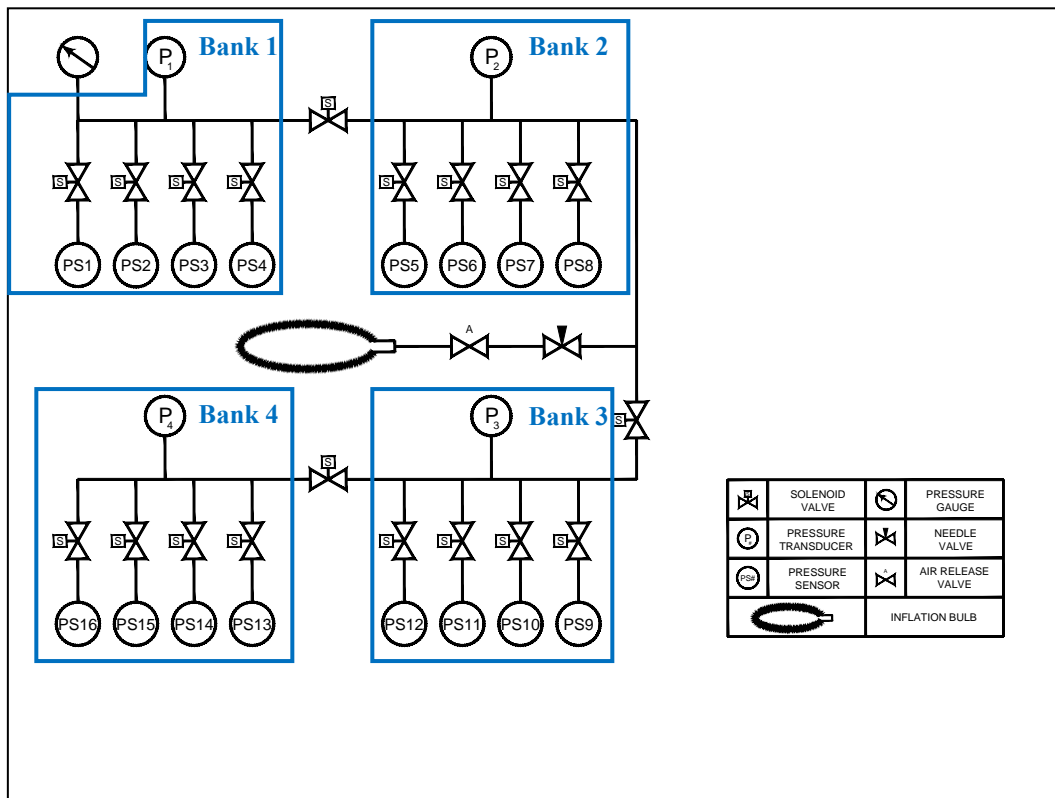 Bank 1
P1
Bank 2
P2
S
S
S
S
S
S
S
S
S
PS1
PS2
PS3
PS4
PS5
PS6
PS7
PS8
A
Bank 4
P4
Bank 3
P3
S
S
S
S
S
S
S
S
S
S
PS16
PS15
PS14
PS13
PS12
PS11
PS10
PS9
SOLENOID
VALVE
PRESSURE
GAUGE
P#
PRESSURE
TRANSDUCER
NEEDLE
VALVE
PS#
PRESSURE
SENSOR
A
AIR RELEASE
VALVE
INFLATION BULB